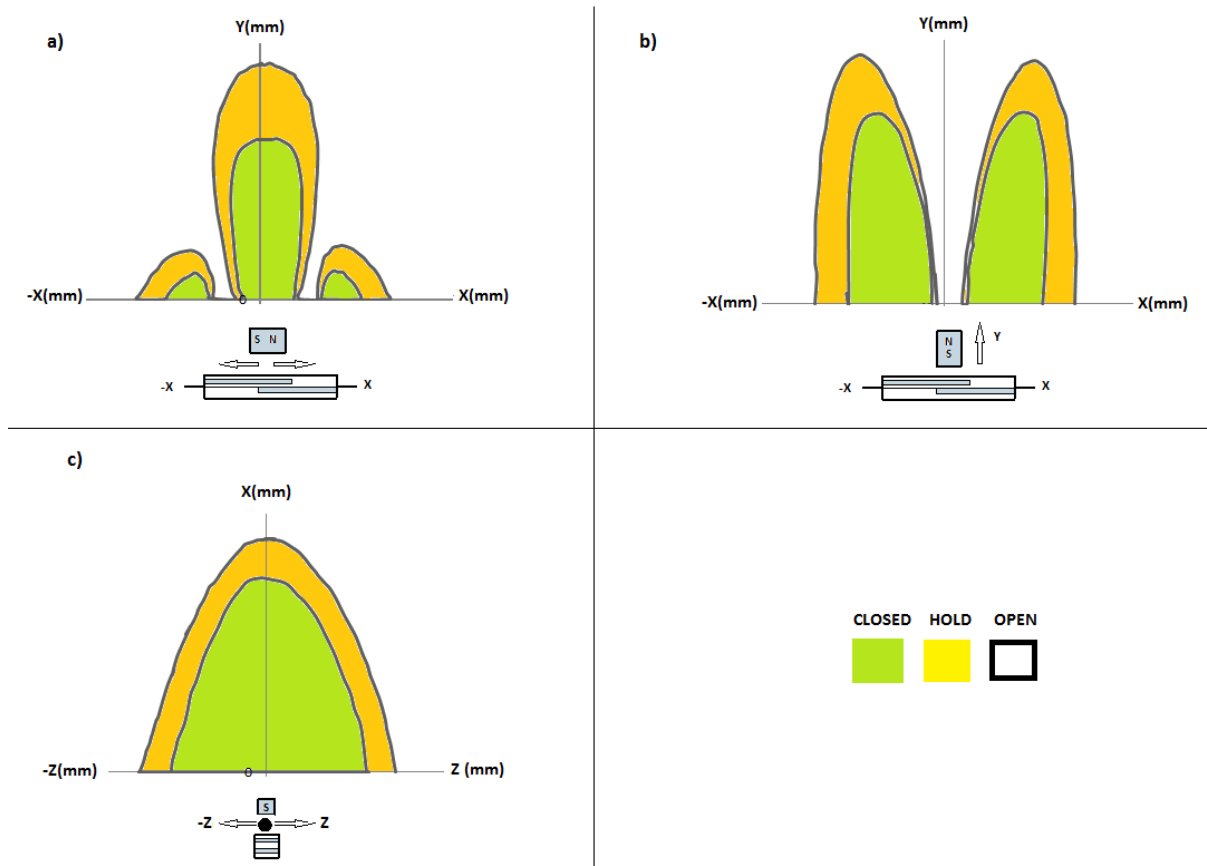 a)
Y(mm)
-X(mm)
0
X(mm)
S N
-X
X
b)
Y(mm)
-X(mm)
X(mm)
N
S
Y
-X
X
c)
X(mm)
-Z(mm)
0
Z (mm)
S
-Z
Z
CLOSED HOLD OPEN